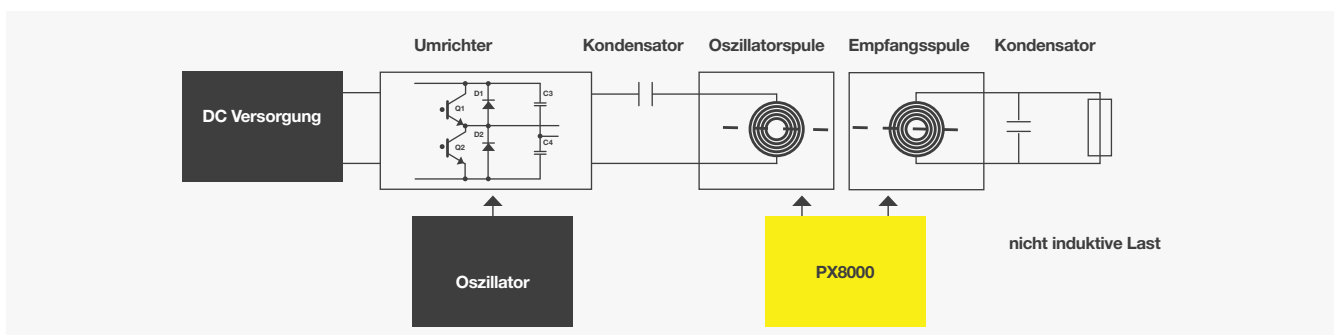 Umrichter
Kondensator
Oszillatorspule
Empfangsspule
Kondensator
DC Versorgung
D1
C3
Q1
D2
Q2
C4
Oszillator
PX8000
nicht induktive Last